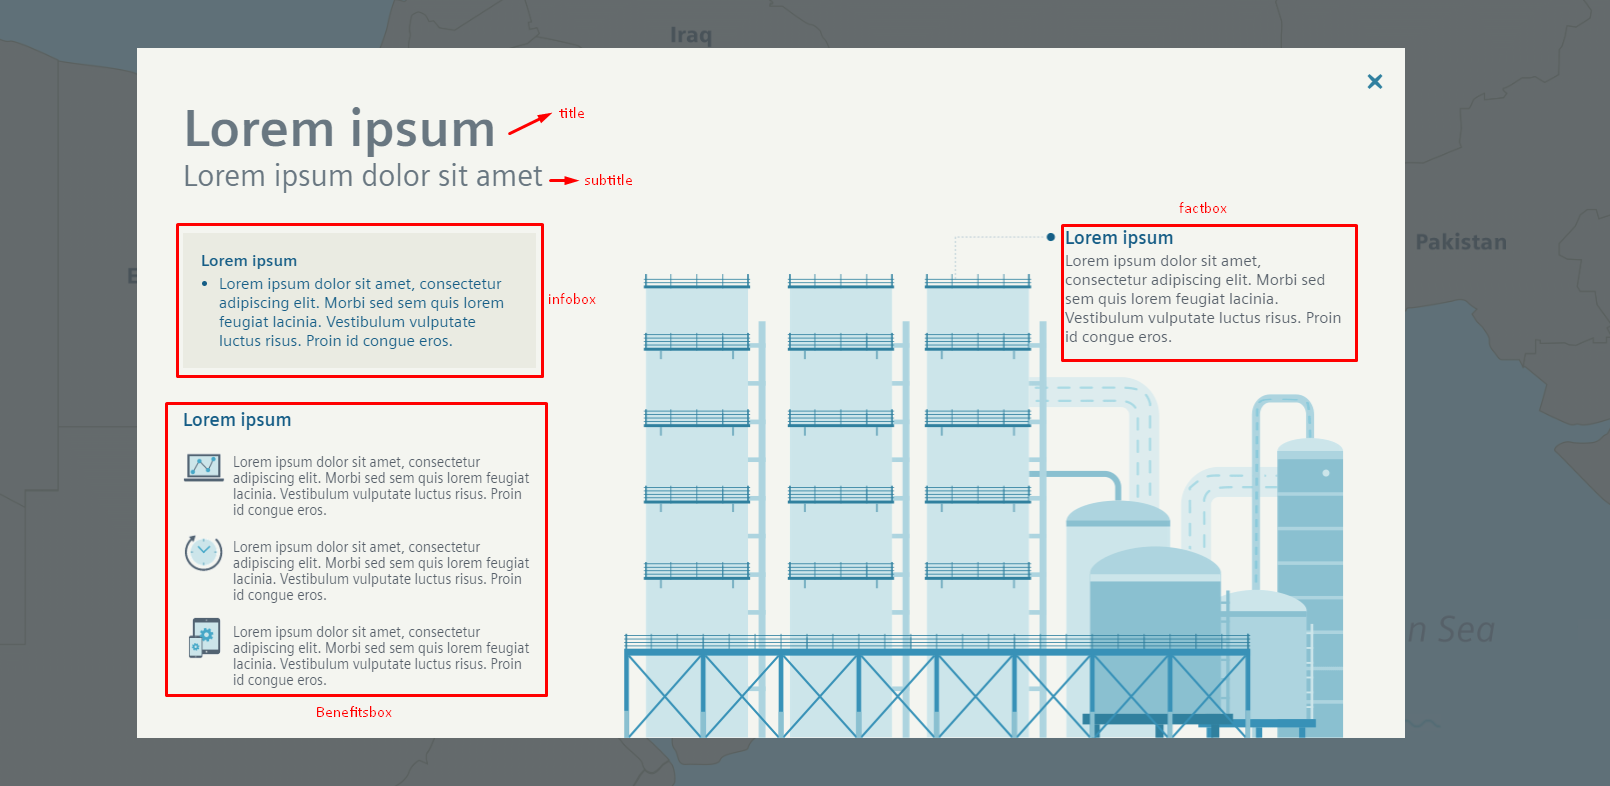 Iraq
Lorem ipsum
title
Lorem ipsum dolor sit amet
subtitle
factbox
Lorem ipsum
Lorem ipsum dolor sit amet,
consectetur adipiscing elit. Morbi sed
sem quis lorem feugiat lacinia.
Vestibulum vulputate luctus risus. Proin
id congue eros.
Pakistan
Lorem ipsum
• Lorem ipsum dolor sit amet, consectetur
adipiscing elit. Morbi sed sem quis lorem
feugiat lacinia. Vestibulum vulputate
luctus risus. Proin id congue eros.
infobox
Lorem ipsum
Lorem ipsum dolor sit amet, consectetur
adipiscing elit. Morbi sed sem quis lorem feugiat
lacinia. Vestibulum vulputate luctus risus. Proin
id congue eros.
Lorem ipsum dolor sit amet, consectetur
adipiscing elit. Morbi sed sem quis lorem feugiat
lacinia. Vestibulum vulputate luctus risus. Proin
id congue eros.
Lorem ipsum dolor sit amet, consectetur
adipiscing elit. Morbi sed sem quis lorem feugiat
lacinia. Vestibulum vulputate luctus risus. Proin
id congue eros.
Benefitsbox
n Sea